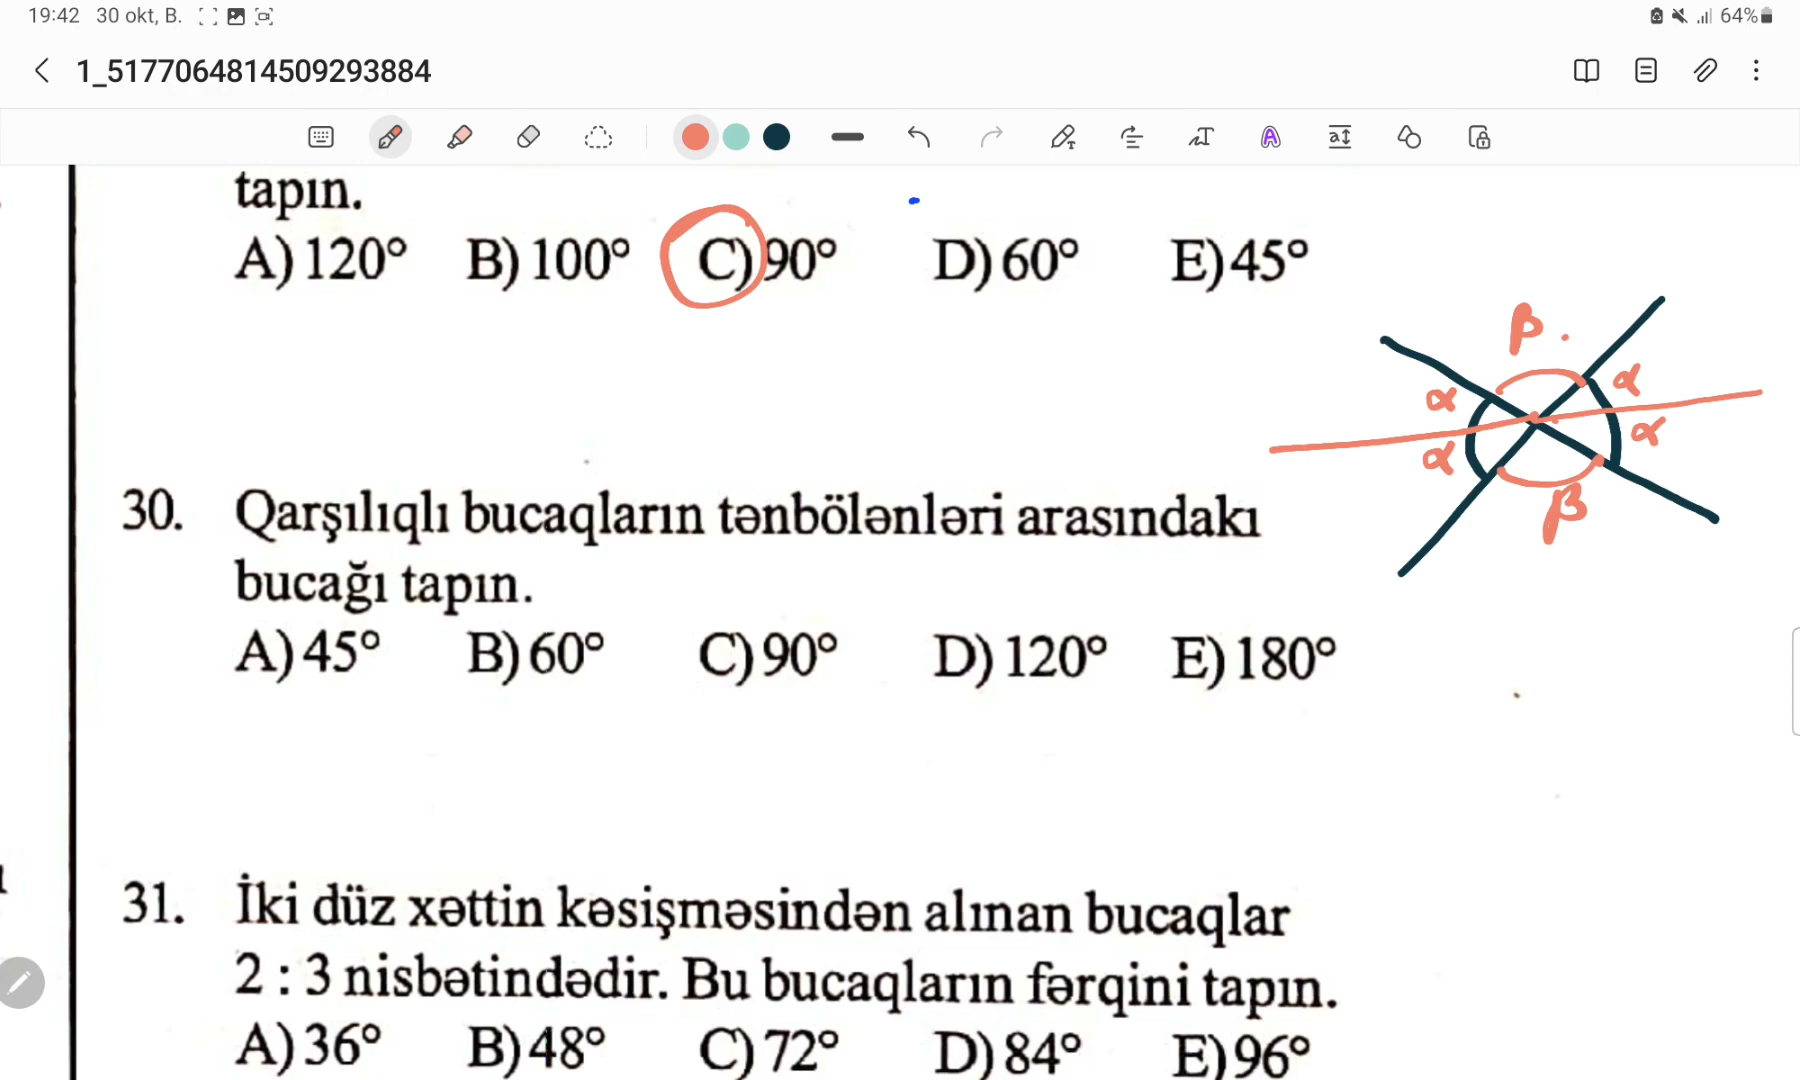 19:42 30 okt, B. 64%
1_5177064814509293884
tapın.
A) 120° B) 100° C) 90° D) 60° E) 45°
β
α α
α α
β
30. Qarşılıqlı bucaqların tənbölənləri arasındakı
bucağı tapın.
A) 45° B) 60° C) 90° D) 120° E) 180°
31. İki düz xəttin kəsişməsindən alınan bucaqlar
2 : 3 nisbətindədir. Bu bucaqların fərqini tapın.
A) 36° B) 48° C) 72° D) 84° E) 96°